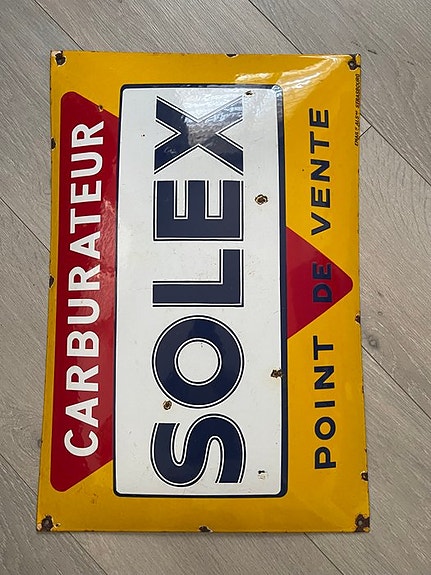 CARBURATEUR
SOLEX
POINT DE VENTE